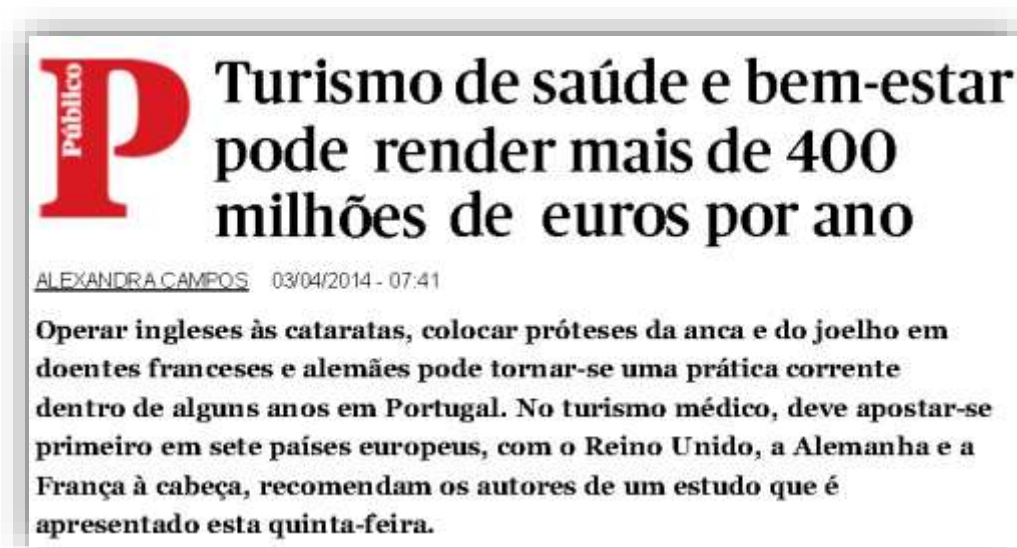 Público
Turismo de saúde e bem-estar
pode render mais de 400
milhões de euros por ano
ALEXANDRA CAMPOS 03/04/2014 - 07:41
Operar ingleses às cataratas, colocar próteses da anca e do joelho em
doentes franceses e alemães pode tornar-se uma prática corrente
dentro de alguns anos em Portugal. No turismo médico, deve apostar-se
primeiro em sete países europeus, com o Reino Unido, a Alemanha e a
França à cabeça, recomendam os autores de um estudo que é
apresentado esta quinta-feira.